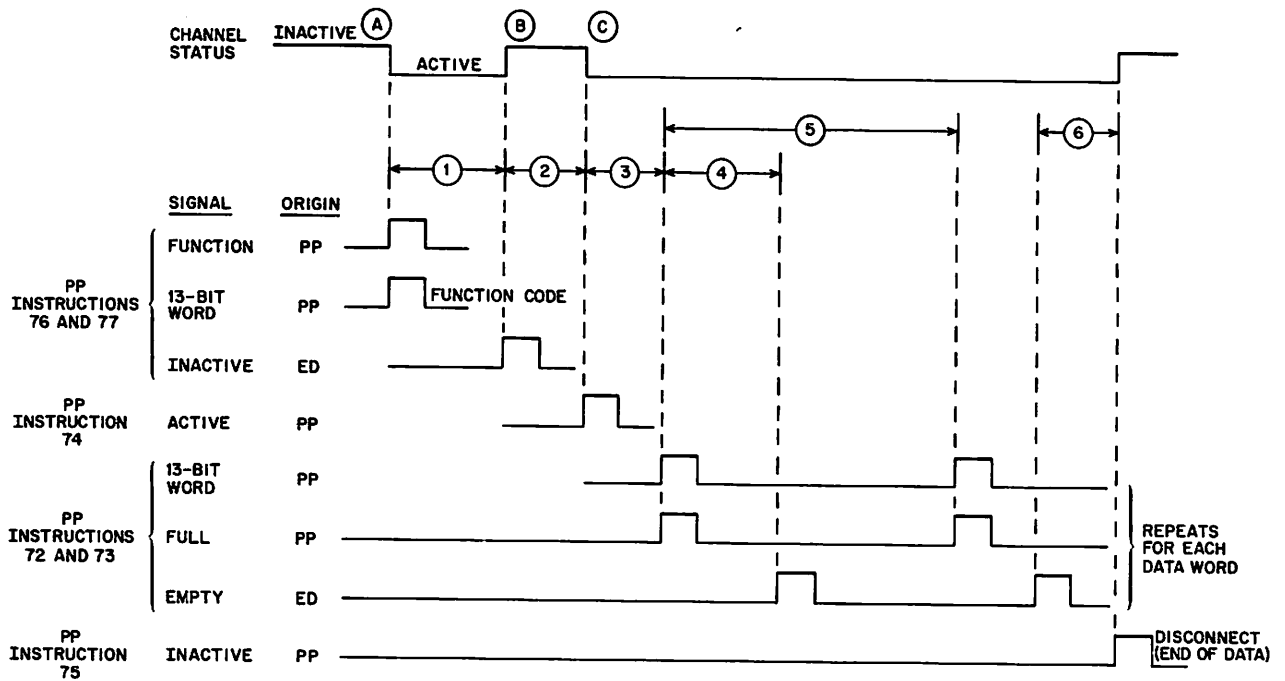 CHANNEL STATUS
INACTIVE
A
B
C
ACTIVE
5
6
1
2
3
4
SIGNAL
ORIGIN
PP
INSTRUCTIONS
76 AND 77
FUNCTION
PP
13-BIT
WORD
PP
FUNCTION CODE
INACTIVE
ED
PP
INSTRUCTION
74
ACTIVE
PP
PP
INSTRUCTIONS
72 AND 73
13-BIT
WORD
PP
FULL
PP
EMPTY
ED
REPEATS
FOR EACH
DATA WORD
PP
INSTRUCTION
75
INACTIVE
PP
DISCONNECT
(END OF DATA)